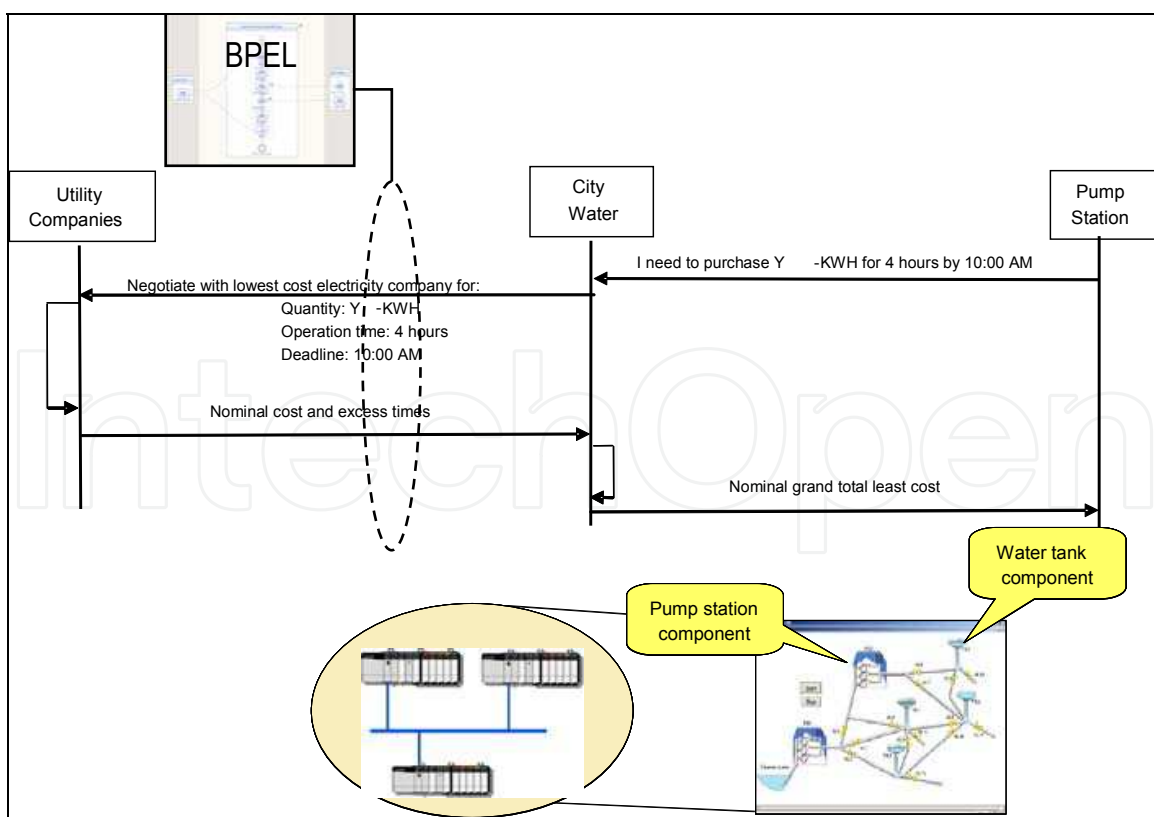 BPEL
Utility
Companies
City
Water
Pump
Station
I need to purchase Y -KWH for 4 hours by 10:00 AM
Negotiate with lowest cost electricity company for:
Quantity: Y -KWH
Operation time: 4 hours
Deadline: 10:00 AM
Nominal cost and excess times
Nominal grand total least cost
IntechOpen
Water tank
component
Pump station
component